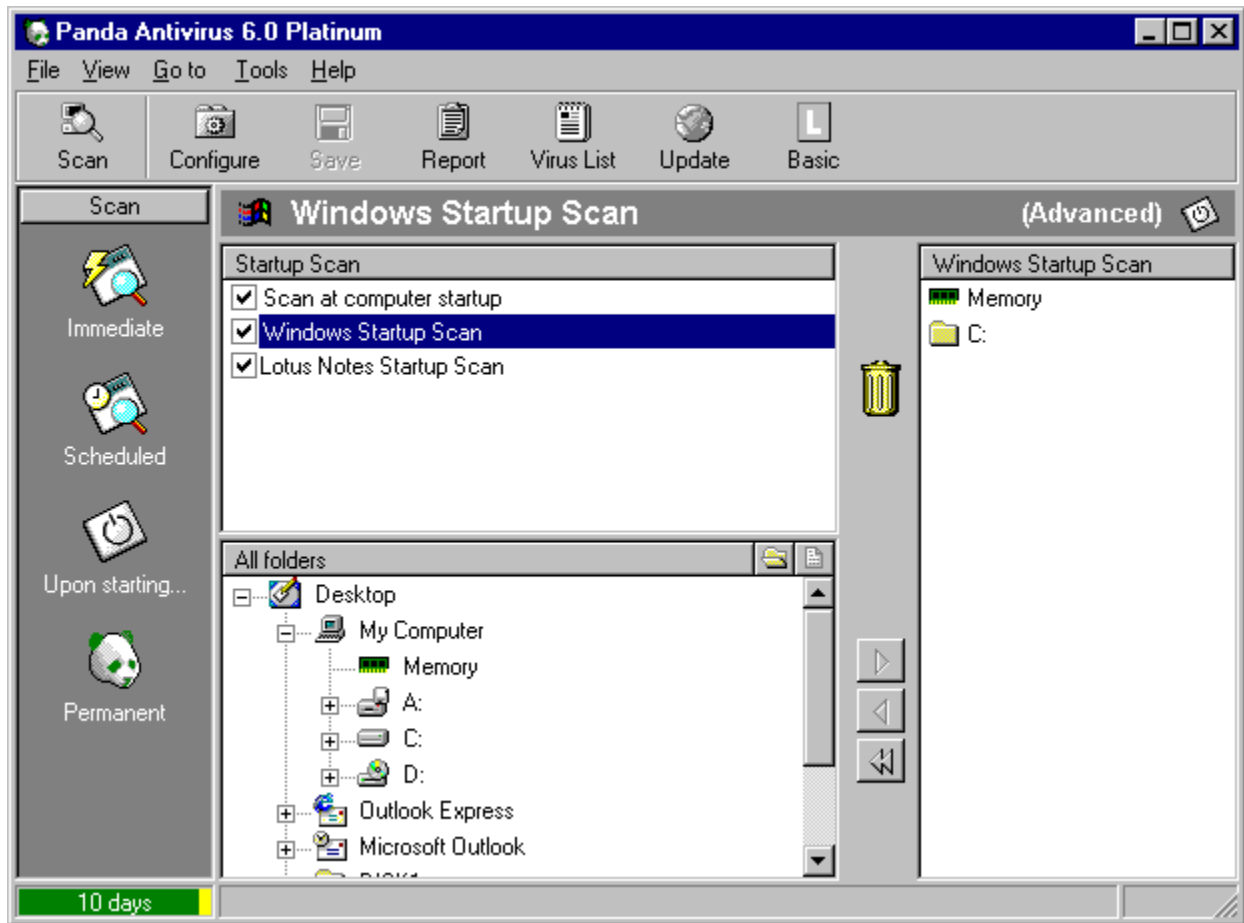 Panda Antivirus 6.0 Platinum
File View Go to Tools Help
Scan Configure Save Report Virus List Update Basic
Scan
Immediate
Scheduled
Upon starting...
Permanent
Windows Startup Scan (Advanced)
Startup Scan
Scan at computer startup
Windows Startup Scan
Lotus Notes Startup Scan
All folders
Desktop
My Computer
Memory
A:
C:
D:
Outlook Express
Microsoft Outlook
Windows Startup Scan
Memory
C:
10 days